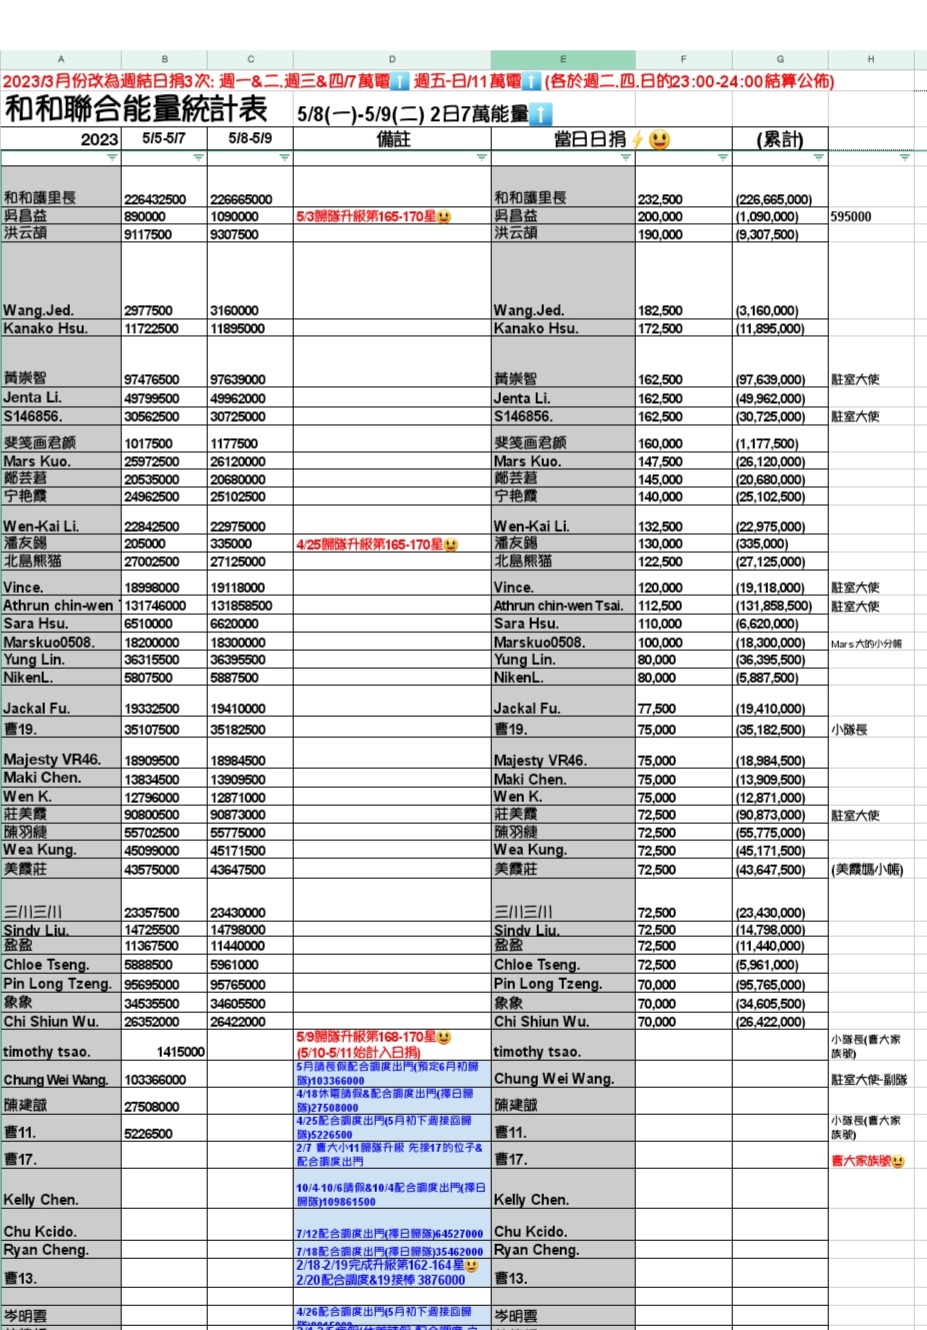 A B C D E F G H
2023/3月份改為週結日捐3次: 週一&二.週三&四/7萬電⬆️ 週五-日/11萬電⬆️ (各於週二.四.日的23:00-24:00結算公佈)
和和聯合能量統計表 5/8(一)-5/9(二) 2日7萬能量⬆️
2023 5/5-5/7 5/8-5/9 備註 當日日捐⚡😃 (累計)
和和護里長 226432500 226665000 和和護里長 232,500 (226,665,000)
吳昌益 890000 1090000 5/3歸隊升級第165-170星😃 吳昌益 200,000 (1,090,000) 595000
洪云頡 9117500 9307500 洪云頡 190,000 (9,307,500)
Wang.Jed. 2977500 3160000 Wang.Jed. 182,500 (3,160,000)
Kanako Hsu. 11722500 11895000 Kanako Hsu. 172,500 (11,895,000)
黃崇智 97476500 97639000 黃崇智 162,500 (97,639,000) 駐室大使
Jenta Li. 49799500 49962000 Jenta Li. 162,500 (49,962,000)
S146856. 30562500 30725000 S146856. 162,500 (30,725,000) 駐室大使
斐笺画君颜 1017500 1177500 斐笺画君颜 160,000 (1,177,500)
Mars Kuo. 25972500 26120000 Mars Kuo. 147,500 (26,120,000)
鄭芸莙 20535000 20680000 鄭芸莙 145,000 (20,680,000)
宁艳霞 24962500 25102500 宁艳霞 140,000 (25,102,500)
Wen-Kai Li. 22842500 22975000 Wen-Kai Li. 132,500 (22,975,000)
潘友錫 205000 335000 4/25歸隊升級第165-170星😃 潘友錫 130,000 (335,000)
北島熊猫 27002500 27125000 北島熊猫 122,500 (27,125,000)
Vince. 18998000 19118000 Vince. 120,000 (19,118,000) 駐室大使
Athrun chin-wen 131746000 131858500 Athrun chin-wen Tsai. 112,500 (131,858,500) 駐室大使
Sara Hsu. 6510000 6620000 Sara Hsu. 110,000 (6,620,000)
Marskuo0508. 18200000 18300000 Marskuo0508. 100,000 (18,300,000) Mars大的小分帳
Yung Lin. 36315500 36395500 Yung Lin. 80,000 (36,395,500)
NikenL. 5807500 5887500 NikenL. 80,000 (5,887,500)
Jackal Fu. 19332500 19410000 Jackal Fu. 77,500 (19,410,000)
曹19. 35107500 35182500 曹19. 75,000 (35,182,500) 小隊長
Majesty VR46. 18909500 18984500 Majesty VR46. 75,000 (18,984,500)
Maki Chen. 13834500 13909500 Maki Chen. 75,000 (13,909,500)
Wen K. 12796000 12871000 Wen K. 75,000 (12,871,000)
莊美霞 90800500 90873000 莊美霞 72,500 (90,873,000) 駐室大使
陳羽緁 55702500 55775000 陳羽緁 72,500 (55,775,000)
Wea Kung. 45099000 45171500 Wea Kung. 72,500 (45,171,500)
美霞莊 43575000 43647500 美霞莊 72,500 (43,647,500) (美霞媽小帳)
三川三川 23357500 23430000 三川三川 72,500 (23,430,000)
Sindy Liu. 14725500 14798000 Sindy Liu. 72,500 (14,798,000)
盈盈 11367500 11440000 盈盈 72,500 (11,440,000)
Chloe Tseng. 5888500 5961000 Chloe Tseng. 72,500 (5,961,000)
Pin Long Tzeng. 95695000 95765000 Pin Long Tzeng. 70,000 (95,765,000)
象象 34535500 34605500 象象 70,000 (34,605,500)
Chi Shiun Wu. 26352000 26422000 Chi Shiun Wu. 70,000 (26,422,000)
timothy tsao. 1415000 5/9歸隊升級第168-170星😃 timothy tsao. 小隊長(曹大家
(5/10-5/11始計入日捐) 族號)
Chung Wei Wang. 103366000 5月請長假配合調度出門(預定6月初歸 Chung Wei Wang. 駐室大使-副隊
隊)103366000
陳建誠 27508000 4/18休電請假&配合調度出門(擇日歸 陳建誠
隊)27508000
曹11. 5226500 4/25配合調度出門(5月初下週接回歸 曹11. 小隊長(曹大家
隊)5226500 族號)
曹17. 2/7 曹大小11歸隊升級 先接17的位子& 曹17. 曹大家族號😃
配合調度出門
Kelly Chen. 10/4-10/6請假&10/4配合調度出門(擇日 Kelly Chen.
歸隊)109861500
Chu Kcido. 7/12配合調度出門(擇日歸隊)64527000 Chu Kcido.
Ryan Cheng. 7/18配合調度出門(擇日歸隊)35462000 Ryan Cheng.
曹13. 2/18-2/19完成升級第162-164星😃 曹13.
2/20配合調度&19接棒 3876000
岑明雲 4/26配合調度出門(5月初下週接回歸 岑明雲